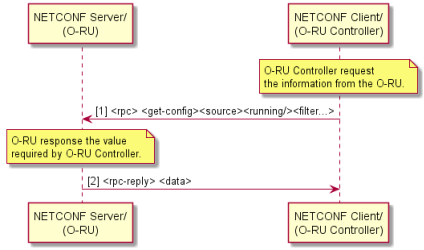 NETCONF Server/
(O-RU)
NETCONF Client/
(O-RU Controller)
O-RU Controller request
the information from the O-RU.
[1] <rpc> <get-config><source><running/><filter...>
O-RU response the value
required by O-RU Controller.
[2] <rpc-reply> <data>
NETCONF Server/
(O-RU)
NETCONF Client/
(O-RU Controller)